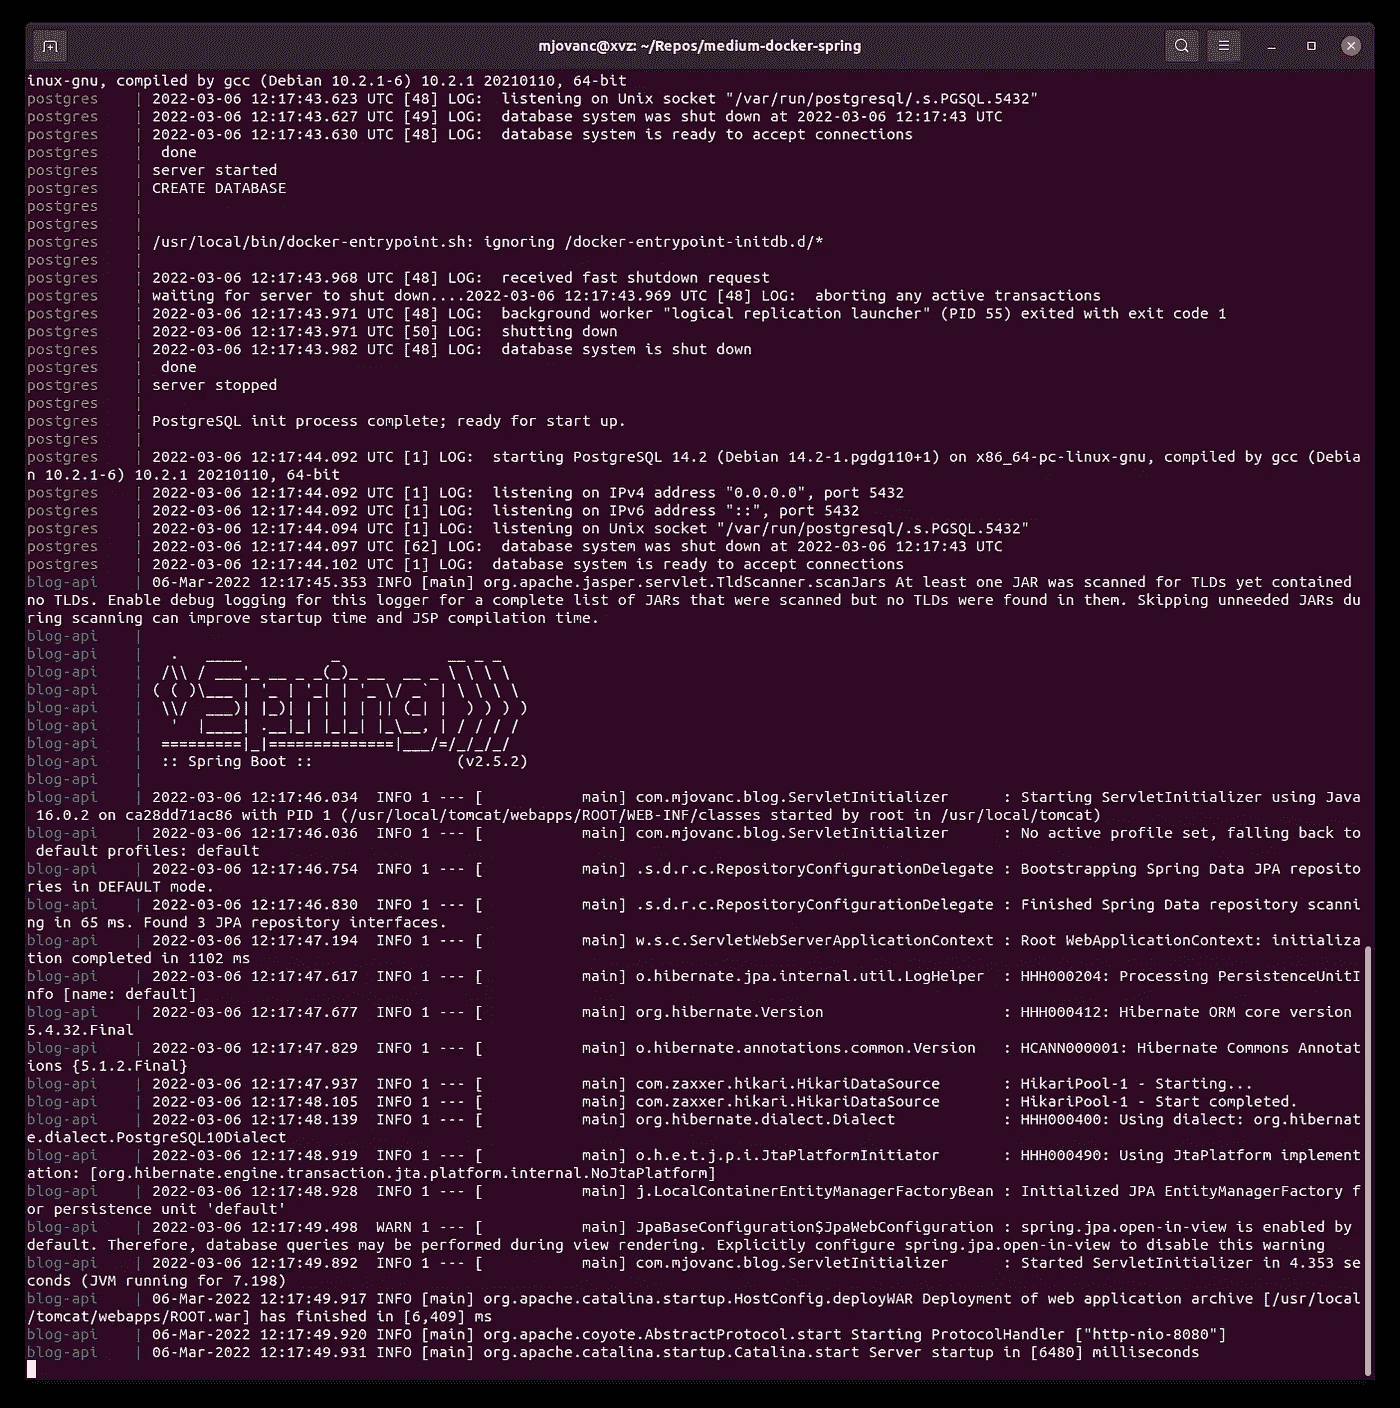 mjovanc@xvz: ~/Repos/medium-docker-spring
inux-gnu, compiled by gcc (Debian 10.2.1-6) 10.2.1 20210110, 64-bit
postgres    | 2022-03-06 12:17:43.623 UTC [48] LOG:  listening on Unix socket "/var/run/postgresql/.s.PGSQL.5432"
postgres    | 2022-03-06 12:17:43.627 UTC [49] LOG:  database system was shut down at 2022-03-06 12:17:43 UTC
postgres    | 2022-03-06 12:17:43.630 UTC [48] LOG:  database system is ready to accept connections
postgres    |  done
postgres    | server started
postgres    | CREATE DATABASE
postgres    |
postgres    |
postgres    | /usr/local/bin/docker-entrypoint.sh: ignoring /docker-entrypoint-initdb.d/*
postgres    |
postgres    | 2022-03-06 12:17:43.968 UTC [48] LOG:  received fast shutdown request
postgres    | waiting for server to shut down....2022-03-06 12:17:43.969 UTC [48] LOG:  aborting any active transactions
postgres    | 2022-03-06 12:17:43.971 UTC [48] LOG:  background worker "logical replication launcher" (PID 55) exited with exit code 1
postgres    | 2022-03-06 12:17:43.971 UTC [50] LOG:  shutting down
postgres    | 2022-03-06 12:17:43.982 UTC [48] LOG:  database system is shut down
postgres    |  done
postgres    | server stopped
postgres    |
postgres    | PostgreSQL init process complete; ready for start up.
postgres    |
postgres    | 2022-03-06 12:17:44.092 UTC [1] LOG:  starting PostgreSQL 14.2 (Debian 14.2-1.pgdg110+1) on x86_64-pc-linux-gnu, compiled by gcc (Debia
n 10.2.1-6) 10.2.1 20210110, 64-bit
postgres    | 2022-03-06 12:17:44.092 UTC [1] LOG:  listening on IPv4 address "0.0.0.0", port 5432
postgres    | 2022-03-06 12:17:44.092 UTC [1] LOG:  listening on IPv6 address "::", port 5432
postgres    | 2022-03-06 12:17:44.094 UTC [1] LOG:  listening on Unix socket "/var/run/postgresql/.s.PGSQL.5432"
postgres    | 2022-03-06 12:17:44.097 UTC [62] LOG:  database system was shut down at 2022-03-06 12:17:43 UTC
postgres    | 2022-03-06 12:17:44.102 UTC [1] LOG:  database system is ready to accept connections
blog-api    | 06-Mar-2022 12:17:45.353 INFO [main] org.apache.jasper.servlet.TldScanner.scanJars At least one JAR was scanned for TLDs yet contained
no TLDs. Enable debug logging for this logger for a complete list of JARs that were scanned but no TLDs were found in them. Skipping unneeded JARs du
ring scanning can improve startup time and JSP compilation time.
blog-api    |
blog-api    |   .   ____          _            __ _ _
blog-api    |  /\\ / ___'_ __ _ _(_)_ __  __ _ \ \ \ \
blog-api    | ( ( )\___ | '_ | '_| | '_ \/ _` | \ \ \ \
blog-api    |  \\/  ___)| |_)| | | | | || (_| |  ) ) ) )
blog-api    |   '  |____| .__|_| |_|_| |_\__, | / / / /
blog-api    |  =========|_|==============|___/=/_/_/_/
blog-api    |  :: Spring Boot ::                (v2.5.2)
blog-api    |
blog-api    | 2022-03-06 12:17:46.034  INFO 1 --- [           main] com.mjovanc.blog.ServletInitializer      : Starting ServletInitializer using Java
 16.0.2 on ca28dd71ac86 with PID 1 (/usr/local/tomcat/webapps/ROOT/WEB-INF/classes started by root in /usr/local/tomcat)
blog-api    | 2022-03-06 12:17:46.036  INFO 1 --- [           main] com.mjovanc.blog.ServletInitializer      : No active profile set, falling back to
 default profiles: default
blog-api    | 2022-03-06 12:17:46.754  INFO 1 --- [           main] .s.d.r.c.RepositoryConfigurationDelegate : Bootstrapping Spring Data JPA reposito
ries in DEFAULT mode.
blog-api    | 2022-03-06 12:17:46.830  INFO 1 --- [           main] .s.d.r.c.RepositoryConfigurationDelegate : Finished Spring Data repository scanni
ng in 65 ms. Found 3 JPA repository interfaces.
blog-api    | 2022-03-06 12:17:47.194  INFO 1 --- [           main] w.s.c.ServletWebServerApplicationContext : Root WebApplicationContext: initializa
tion completed in 1102 ms
blog-api    | 2022-03-06 12:17:47.617  INFO 1 --- [           main] o.hibernate.jpa.internal.util.LogHelper  : HHH000204: Processing PersistenceUnitI
nfo [name: default]
blog-api    | 2022-03-06 12:17:47.677  INFO 1 --- [           main] org.hibernate.Version                    : HHH000412: Hibernate ORM core version
5.4.32.Final
blog-api    | 2022-03-06 12:17:47.829  INFO 1 --- [           main] o.hibernate.annotations.common.Version   : HCANN000001: Hibernate Commons Annotat
ions {5.1.2.Final}
blog-api    | 2022-03-06 12:17:47.937  INFO 1 --- [           main] com.zaxxer.hikari.HikariDataSource       : HikariPool-1 - Starting...
blog-api    | 2022-03-06 12:17:48.105  INFO 1 --- [           main] com.zaxxer.hikari.HikariDataSource       : HikariPool-1 - Start completed.
blog-api    | 2022-03-06 12:17:48.139  INFO 1 --- [           main] org.hibernate.dialect.Dialect            : HHH000400: Using dialect: org.hibernat
e.dialect.PostgreSQL10Dialect
blog-api    | 2022-03-06 12:17:48.919  INFO 1 --- [           main] o.h.e.t.j.p.i.JtaPlatformInitiator       : HHH000490: Using JtaPlatform implement
ation: [org.hibernate.engine.transaction.jta.platform.internal.NoJtaPlatform]
blog-api    | 2022-03-06 12:17:48.928  INFO 1 --- [           main] j.LocalContainerEntityManagerFactoryBean : Initialized JPA EntityManagerFactory f
or persistence unit 'default'
blog-api    | 2022-03-06 12:17:49.498  WARN 1 --- [           main] JpaBaseConfiguration$JpaWebConfiguration : spring.jpa.open-in-view is enabled by
default. Therefore, database queries may be performed during view rendering. Explicitly configure spring.jpa.open-in-view to disable this warning
blog-api    | 2022-03-06 12:17:49.892  INFO 1 --- [           main] com.mjovanc.blog.ServletInitializer      : Started ServletInitializer in 4.353 se
conds (JVM running for 7.198)
blog-api    | 06-Mar-2022 12:17:49.917 INFO [main] org.apache.catalina.startup.HostConfig.deployWAR Deployment of web application archive [/usr/local
/tomcat/webapps/ROOT.war] has finished in [6,409] ms
blog-api    | 06-Mar-2022 12:17:49.920 INFO [main] org.apache.coyote.AbstractProtocol.start Starting ProtocolHandler ["http-nio-8080"]
blog-api    | 06-Mar-2022 12:17:49.931 INFO [main] org.apache.catalina.startup.Catalina.start Server startup in [6480] milliseconds